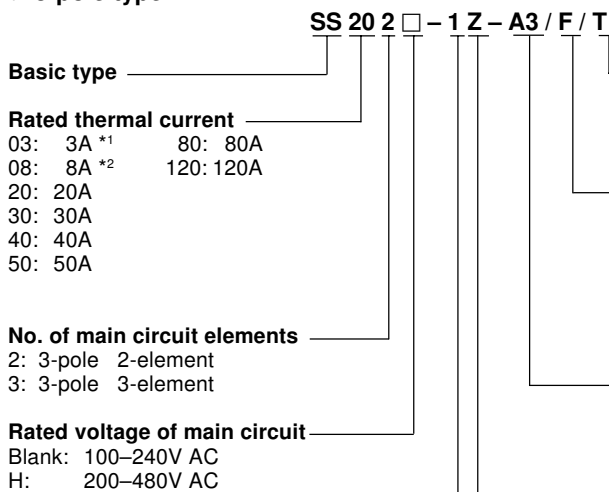 SS 20 2 □ – 1 Z – A3 / F / T
Basic type
Rated thermal current
03: 3A *1 80: 80A
08: 8A *2 120: 120A
20: 20A
30: 30A
40: 40A
50: 50A
No. of main circuit elements
2: 3-pole 2-element
3: 3-pole 3-element
Rated voltage of main circuit
Blank: 100–240V AC
H: 200–480V AC